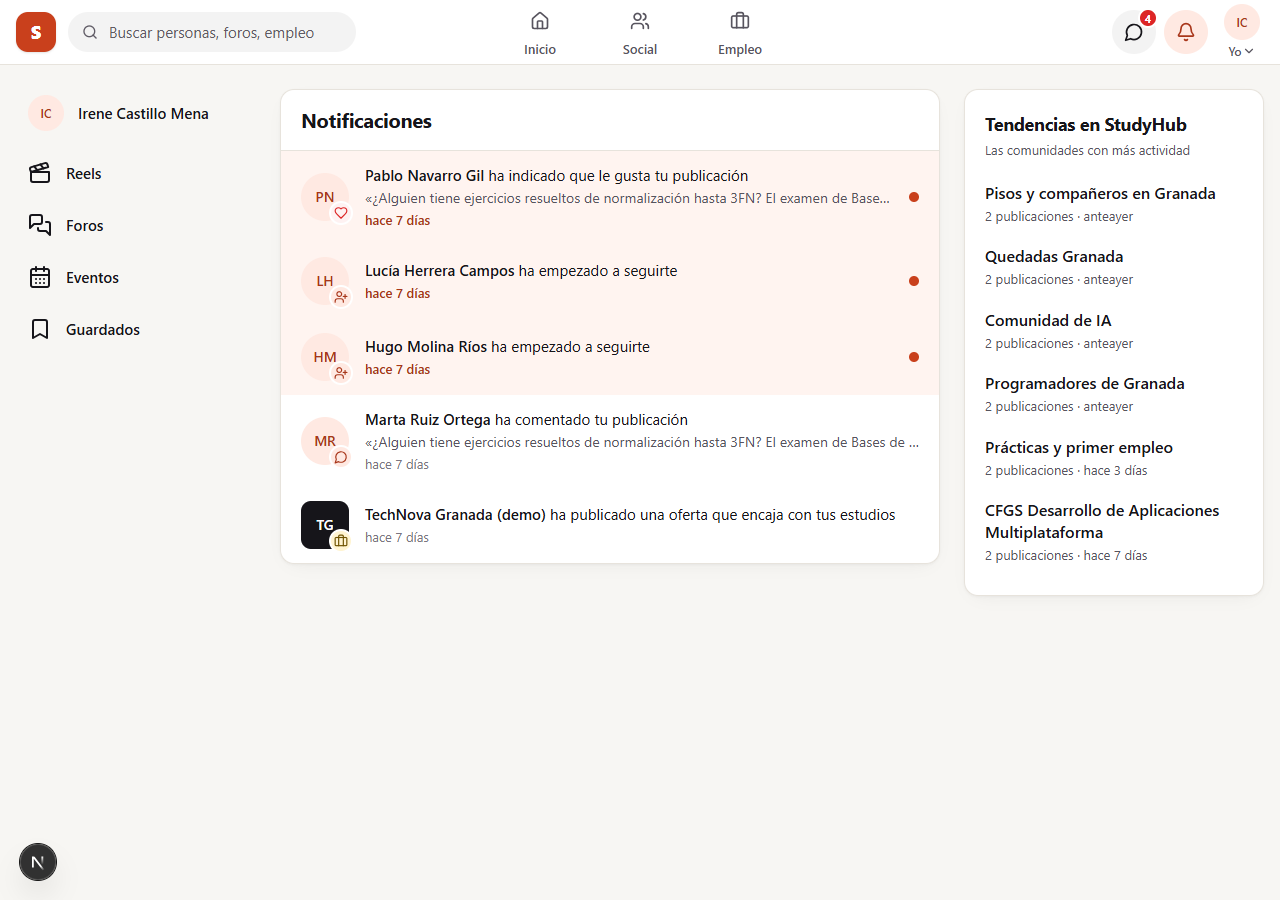 S
Buscar personas, foros, empleo
Inicio
Social
Empleo
4
IC
Yo
IC
Irene Castillo Mena
Reels
Foros
Eventos
Guardados
Notificaciones
PN
Pablo Navarro Gil ha indicado que le gusta tu publicación
«¿Alguien tiene ejercicios resueltos de normalización hasta 3FN? El examen de Base...
hace 7 días
LH
Lucía Herrera Campos ha empezado a seguirte
hace 7 días
HM
Hugo Molina Ríos ha empezado a seguirte
hace 7 días
MR
Marta Ruiz Ortega ha comentado tu publicación
«¿Alguien tiene ejercicios resueltos de normalización hasta 3FN? El examen de Bases de ...
hace 7 días
TG
TechNova Granada (demo) ha publicado una oferta que encaja con tus estudios
hace 7 días
Tendencias en StudyHub
Las comunidades con más actividad
Pisos y compañeros en Granada
2 publicaciones · anteayer
Quedadas Granada
2 publicaciones · anteayer
Comunidad de IA
2 publicaciones · anteayer
Programadores de Granada
2 publicaciones · anteayer
Prácticas y primer empleo
2 publicaciones · hace 3 días
CFGS Desarrollo de Aplicaciones
Multiplataforma
2 publicaciones · hace 7 días
N